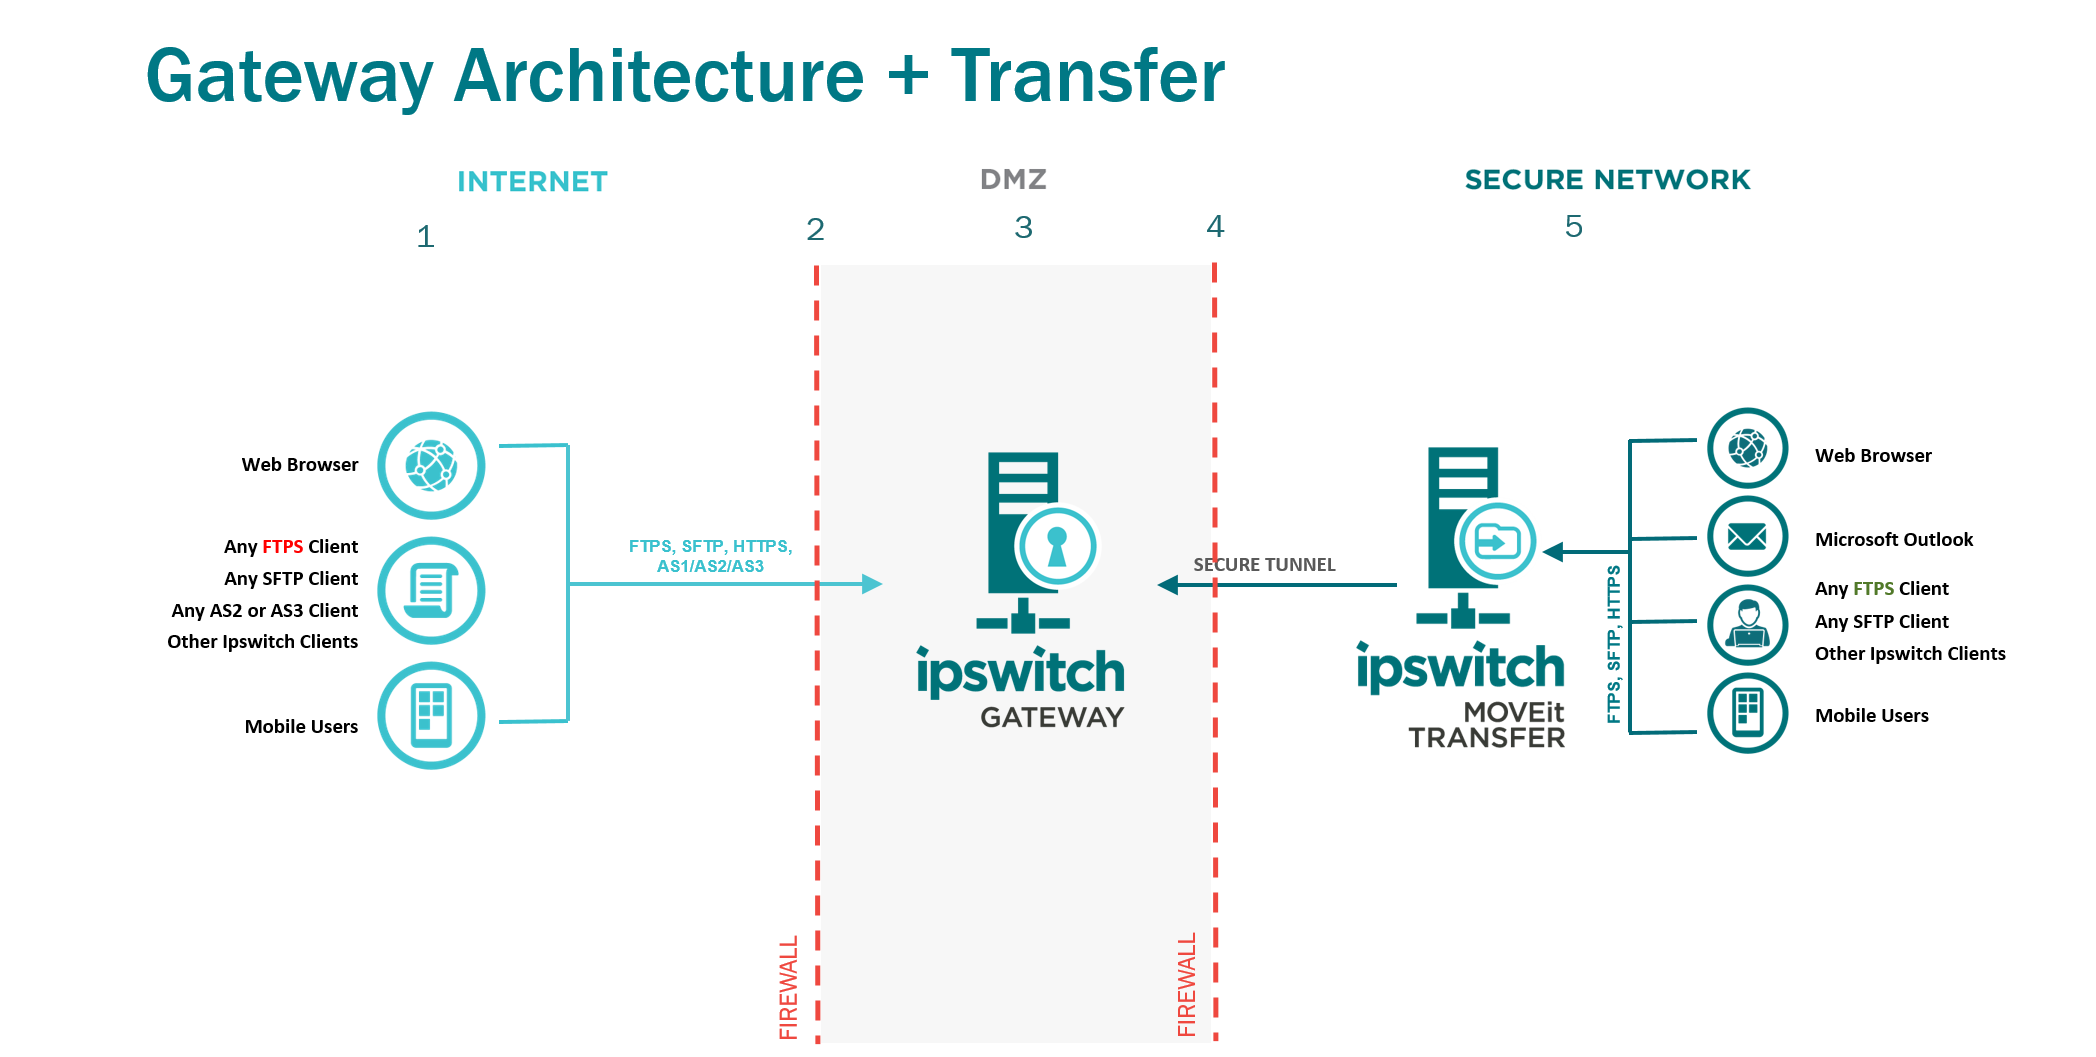 Gateway Architecture + Transfer
INTERNET
DMZ
SECURE NETWORK
1
2
3
4
5
Web Browser
Any FTPS Client
Any SFTP Client
Any AS2 or AS3 Client
Other Ipswitch Clients
Mobile Users
FTPS, SFTP, HTTPS,
AS1/AS2/AS3
FIREWALL
ipswitch
GATEWAY
SECURE TUNNEL
FIREWALL
ipswitch
MOVEit
TRANSFER
FTPS, SFTP, HTTPS
Web Browser
Microsoft Outlook
Any FTPS Client
Any SFTP Client
Other Ipswitch Clients
Mobile Users